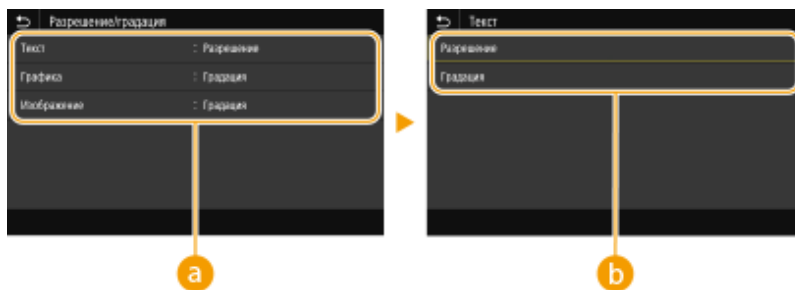 Разрешение/градация
Текст : Разрешение
Графика : Градация
Изображение : Градация
a
Текст
Разрешение
Градация
b